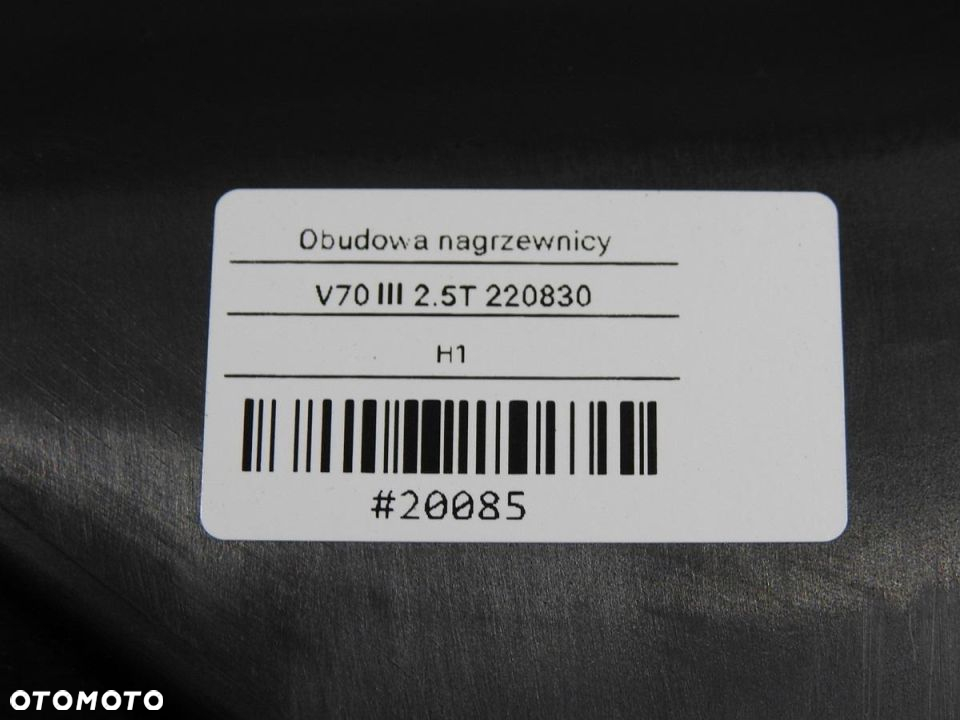 Obudowa nagrzewnicy
V70 III 2.5T 220830
H1
#20085
OTOMOTO